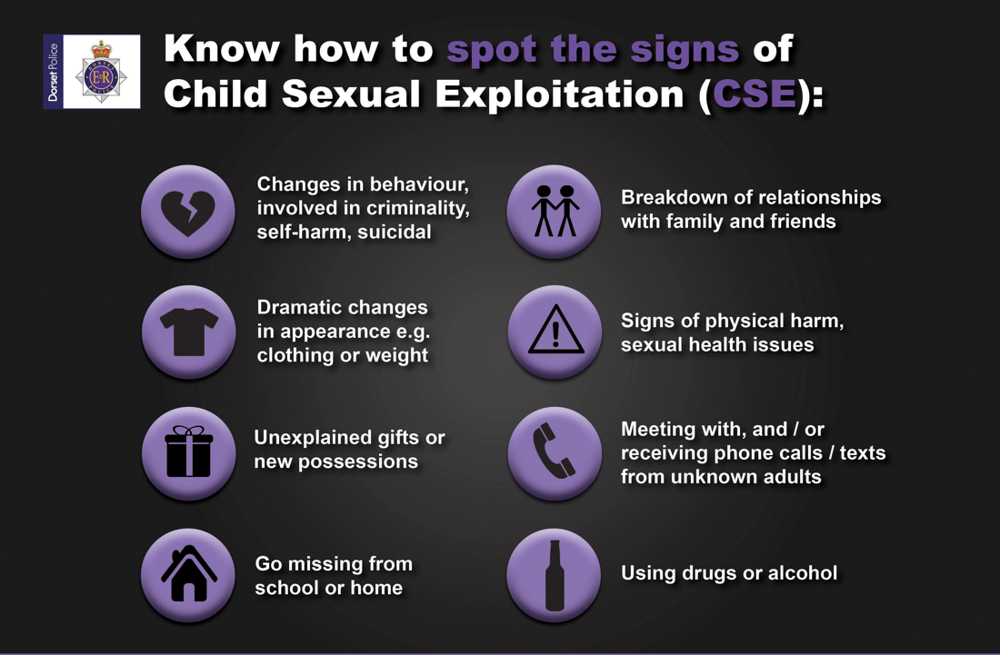 Dorset Police
DORSET
E R
POLICE
Know how to spot the signs of
Child Sexual Exploitation (CSE):
Changes in behaviour,
involved in criminality,
self-harm, suicidal
Breakdown of relationships
with family and friends
Dramatic changes
in appearance e.g.
clothing or weight
Signs of physical harm,
sexual health issues
Unexplained gifts or
new possessions
Meeting with, and / or
receiving phone calls / texts
from unknown adults
Go missing from
school or home
Using drugs or alcohol